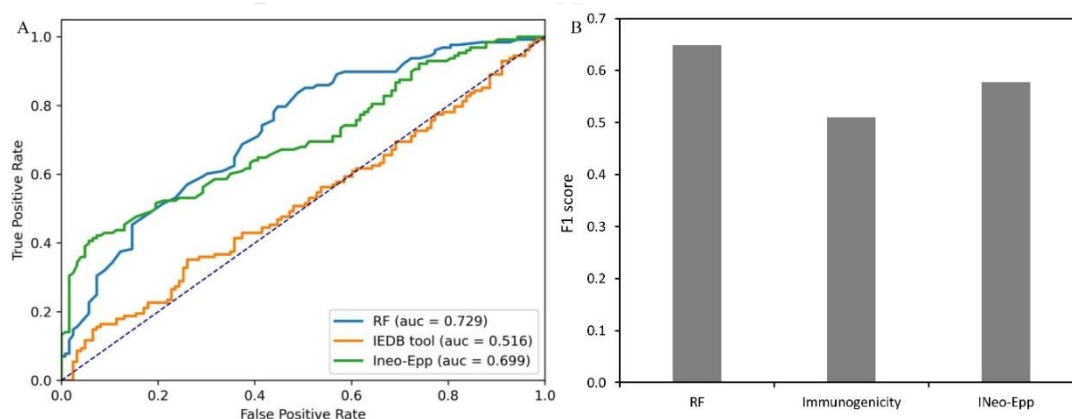 A
1.0
0.8
0.6
0.4
0.2
0.0
True Positive Rate
RF (auc = 0.729)
IEDB tool (auc = 0.516)
Ineo-Epp (auc = 0.699)
0.0 0.2 0.4 0.6 0.8 1.0
False Positive Rate
B
0.7
0.6
0.5
0.4
0.3
0.2
0.1
0.0
F1 score
RF Immunogenicity INeo-Epp